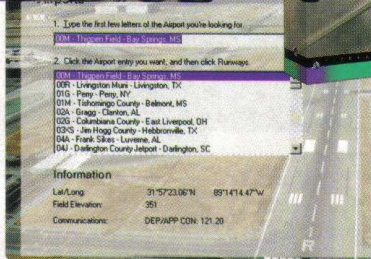 Airports
1. Type the first few letters of the Airport you're looking for.
00M - Thigpen Field - Bay Springs, MS
2. Click the Airport entry you want, and then click Runways.
00M - Thigpen Field - Bay Springs, MS
00R - Livingston Muni - Livingston, TX
01G - Perry - Perry, NY
01M - Tishomingo County - Belmont, MS
02A - Gragg - Clanton, AL
02G - Columbiana County - East Liverpool, OH
03XS - Jim Hogg County - Hebbronville, TX
04A - Frank Sikes - Luverne, AL
04J - Darlington County Jetport - Darlington, SC
Information
Lat/Long: 31°57'23.06"N 89°14'14.47"W
Field Elevation: 351
Communications: DEP/APP CON: 121.20
R